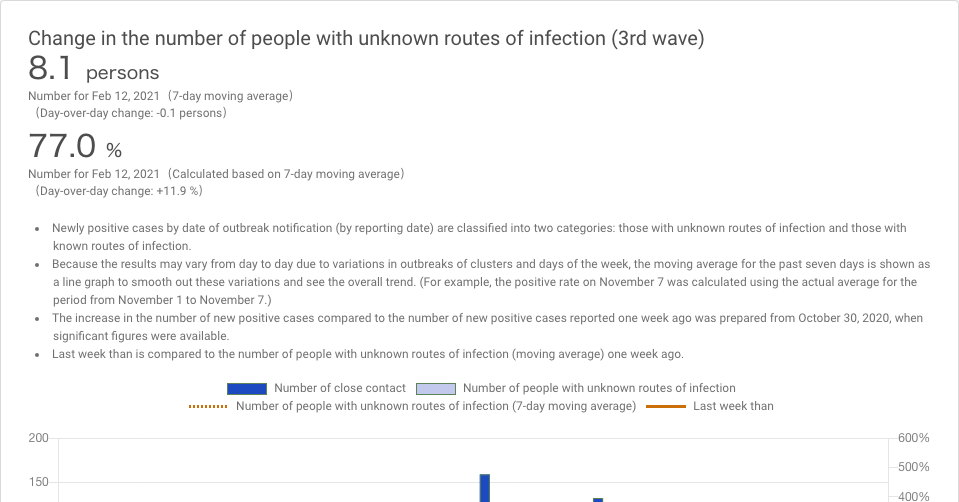 Change in the number of people with unknown routes of infection (3rd wave)
8.1 persons
Number for Feb 12, 2021（7-day moving average）
（Day-over-day change: -0.1 persons）
77.0 %
Number for Feb 12, 2021（Calculated based on 7-day moving average）
（Day-over-day change: +11.9 %）
• Newly positive cases by date of outbreak notification (by reporting date) are classified into two categories: those with unknown routes of infection and those with
known routes of infection.
• Because the results may vary from day to day due to variations in outbreaks of clusters and days of the week, the moving average for the past seven days is shown as
a line graph to smooth out these variations and see the overall trend. (For example, the positive rate on November 7 was calculated using the actual average for the
period from November 1 to November 7.)
• The increase in the number of new positive cases compared to the number of new positive cases reported one week ago was prepared from October 30, 2020, when
significant figures were available.
• Last week than is compared to the number of people with unknown routes of infection (moving average) one week ago.
Number of close contact Number of people with unknown routes of infection
Number of people with unknown routes of infection (7-day moving average) Last week than
200 600%
500%
150
400%